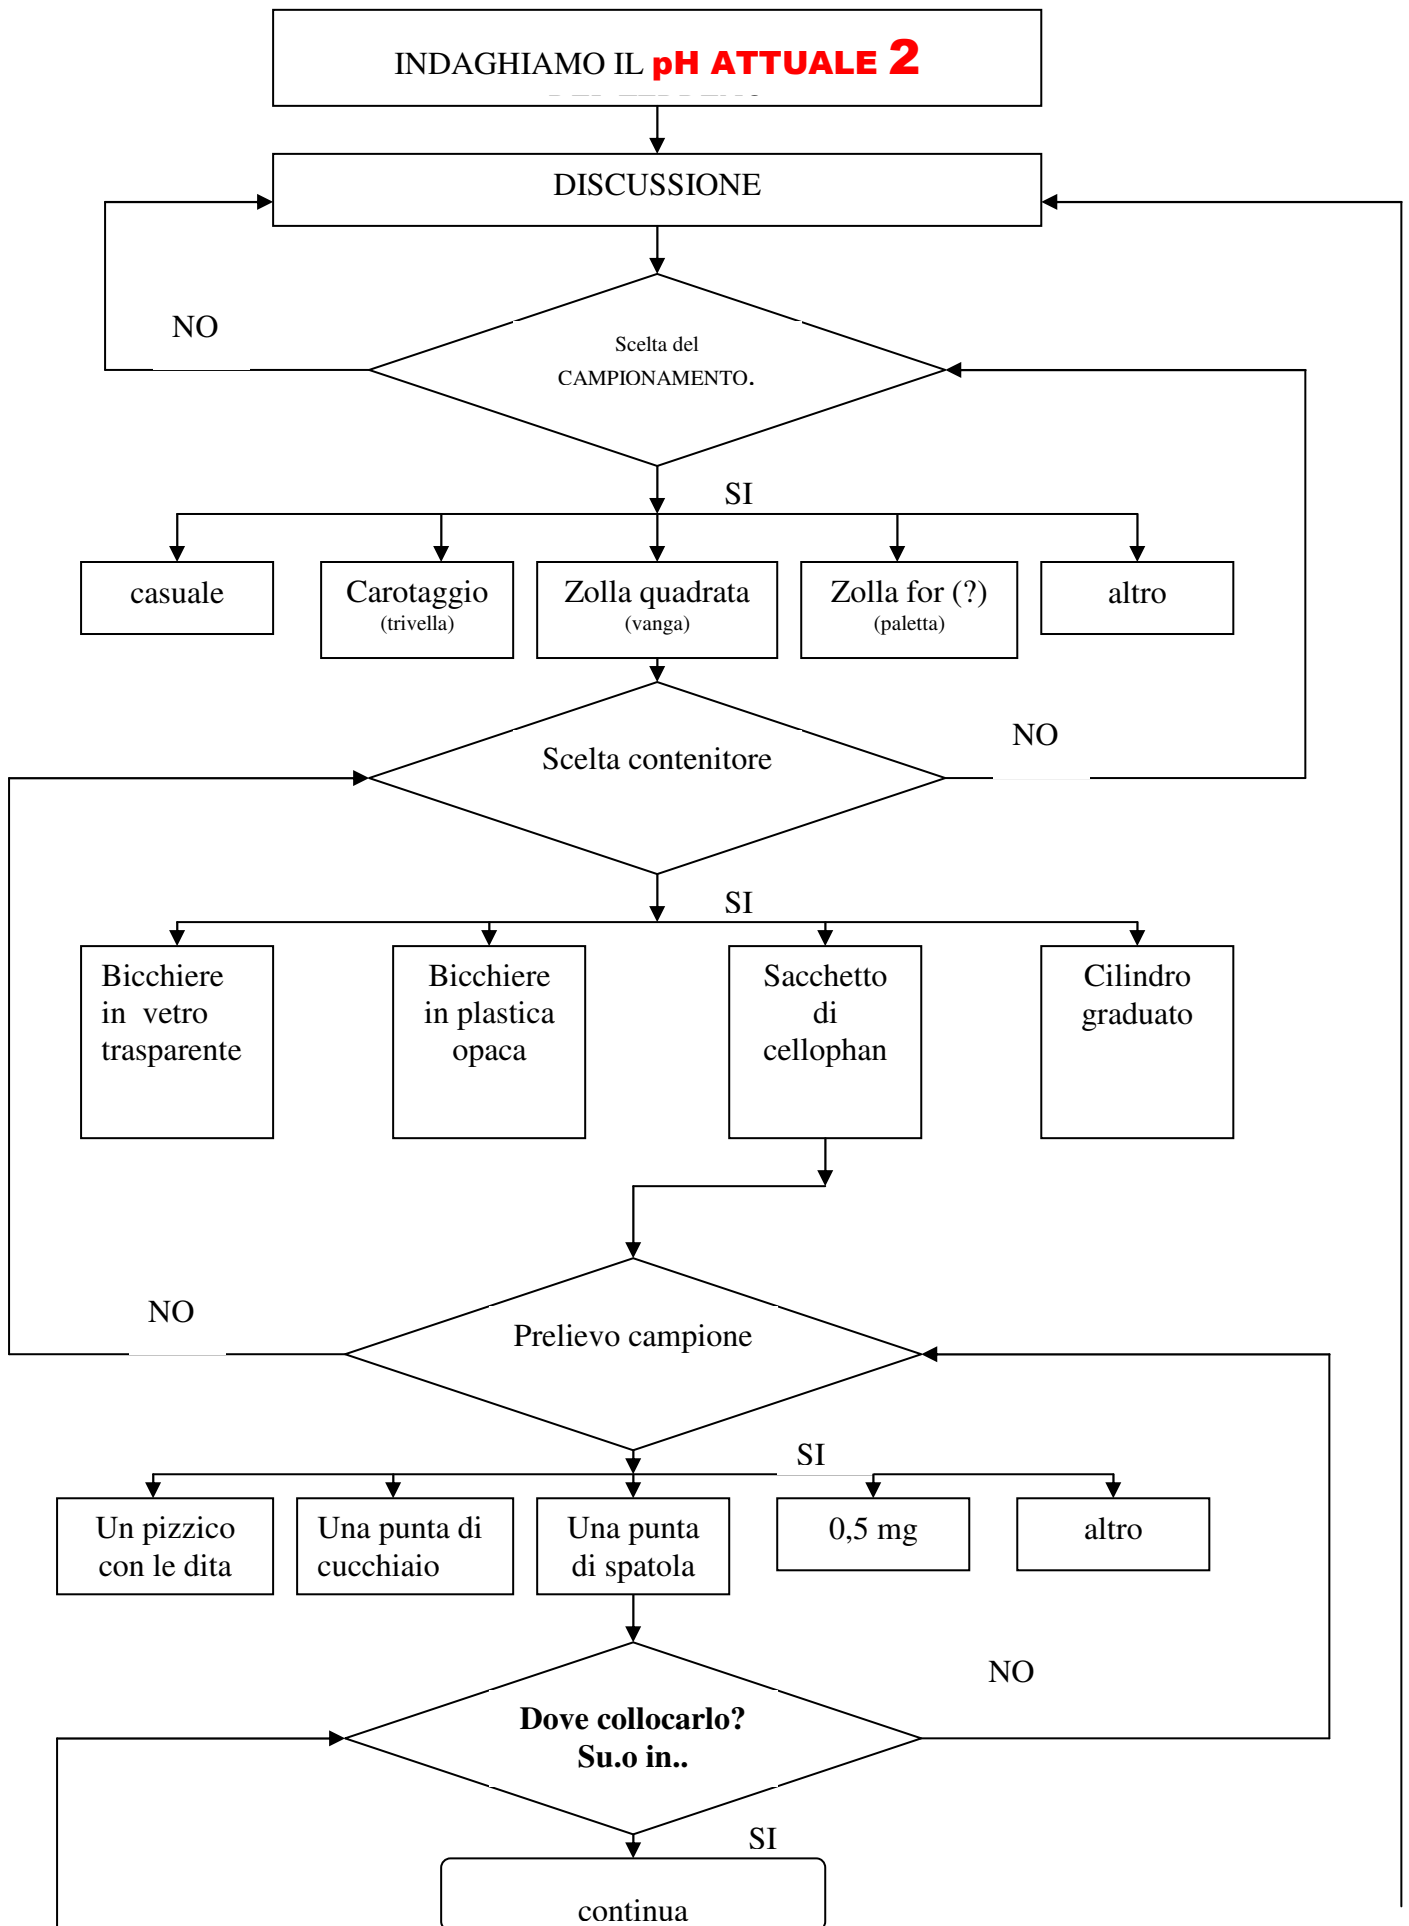 INDAGHIAMO IL pH ATTUALE 2
DISCUSSIONE
NO
Scelta del
CAMPIONAMENTO.
SI
casuale
Carotaggio
(trivella)
Zolla quadrata
(vanga)
Zolla for (?)
(paletta)
altro
Scelta contenitore
NO
SI
Bicchiere
in vetro
trasparente
Bicchiere
in plastica
opaca
Sacchetto
di
cellophan
Cilindro
graduato
NO
Prelievo campione
SI
Un pizzico
con le dita
Una punta di
cucchiaio
Una punta
di spatola
0,5 mg
altro
NO
Dove collocarlo?
Su.o in..
SI
continua